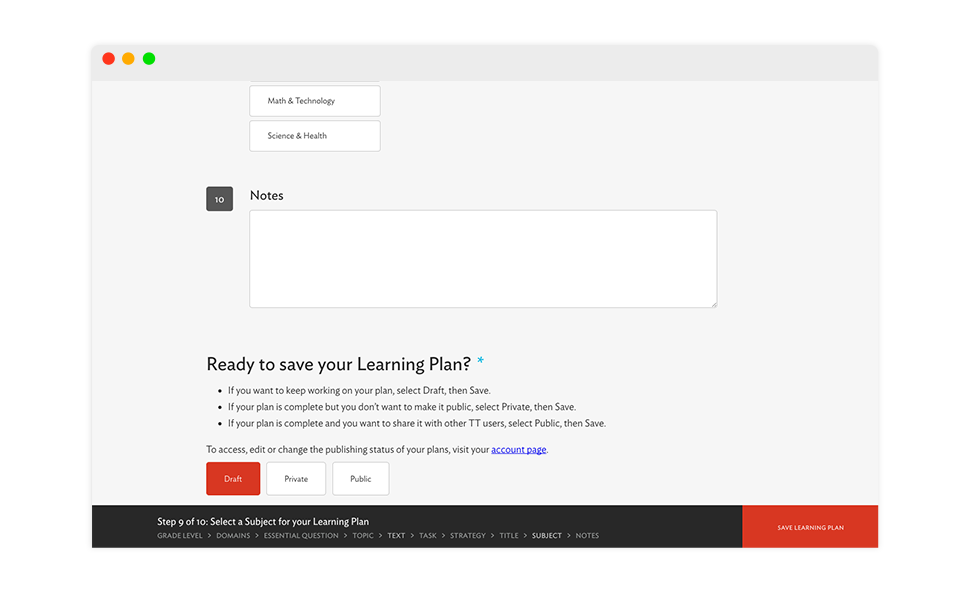 Math & Technology
Science & Health
10
Notes
Ready to save your Learning Plan? *
• If you want to keep working on your plan, select Draft, then Save.
• If your plan is complete but you don't want to make it public, select Private, then Save.
• If your plan is complete and you want to share it with other TT users, select Public, then Save.
To access, edit or change the publishing status of your plans, visit your account page.
Draft Private Public
Step 9 of 10: Select a Subject for your Learning Plan
GRADE LEVEL > DOMAINS > ESSENTIAL QUESTION > TOPIC > TEXT > TASK > STRATEGY > TITLE > SUBJECT > NOTES
SAVE LEARNING PLAN